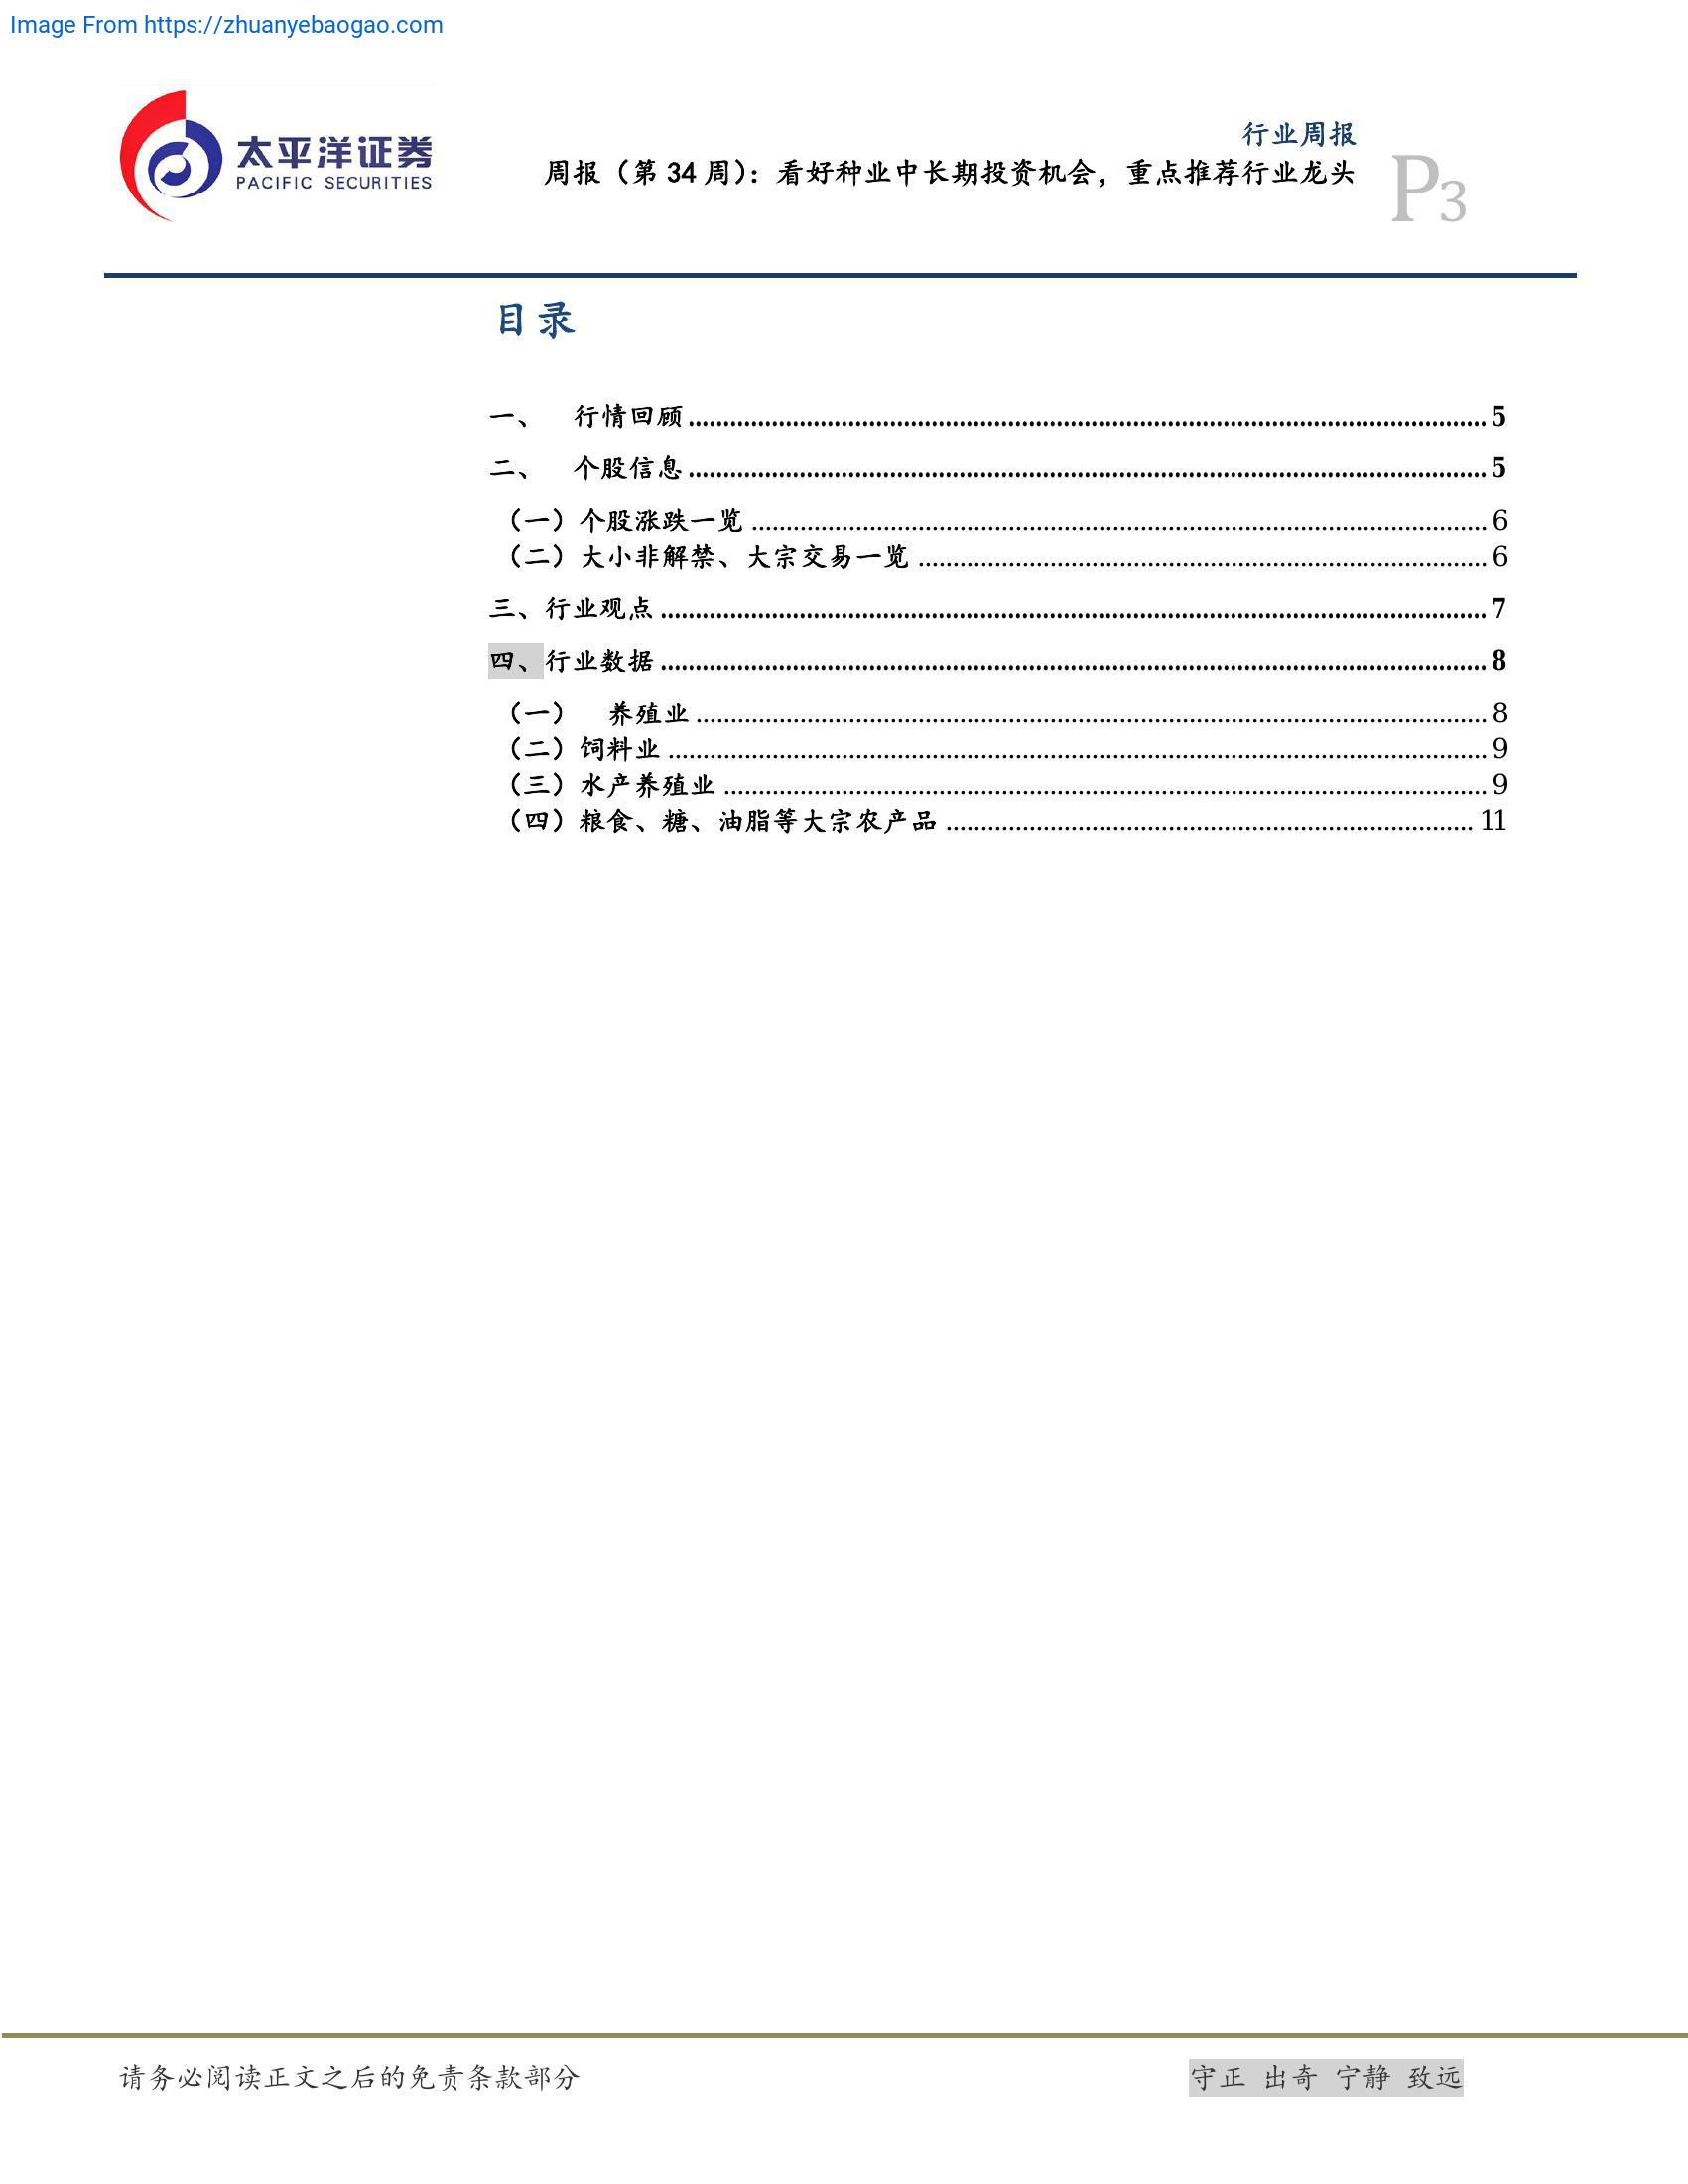 Image From https://zhuanyebaogao.com
太平洋证券
PACIFIC SECURITIES
行业周报
周报（第 34 周）：看好种业中长期投资机会，重点推荐行业龙头
P3
目录
一、 行情回顾 5
二、 个股信息 5
（一）个股涨跌一览 6
（二）大小非解禁、大宗交易一览 6
三、行业观点 7
四、行业数据 8
（一） 养殖业 8
（二）饲料业 9
（三）水产养殖业 9
（四）粮食、糖、油脂等大宗农产品 11
请务必阅读正文之后的免责条款部分
守正 出奇 宁静 致远